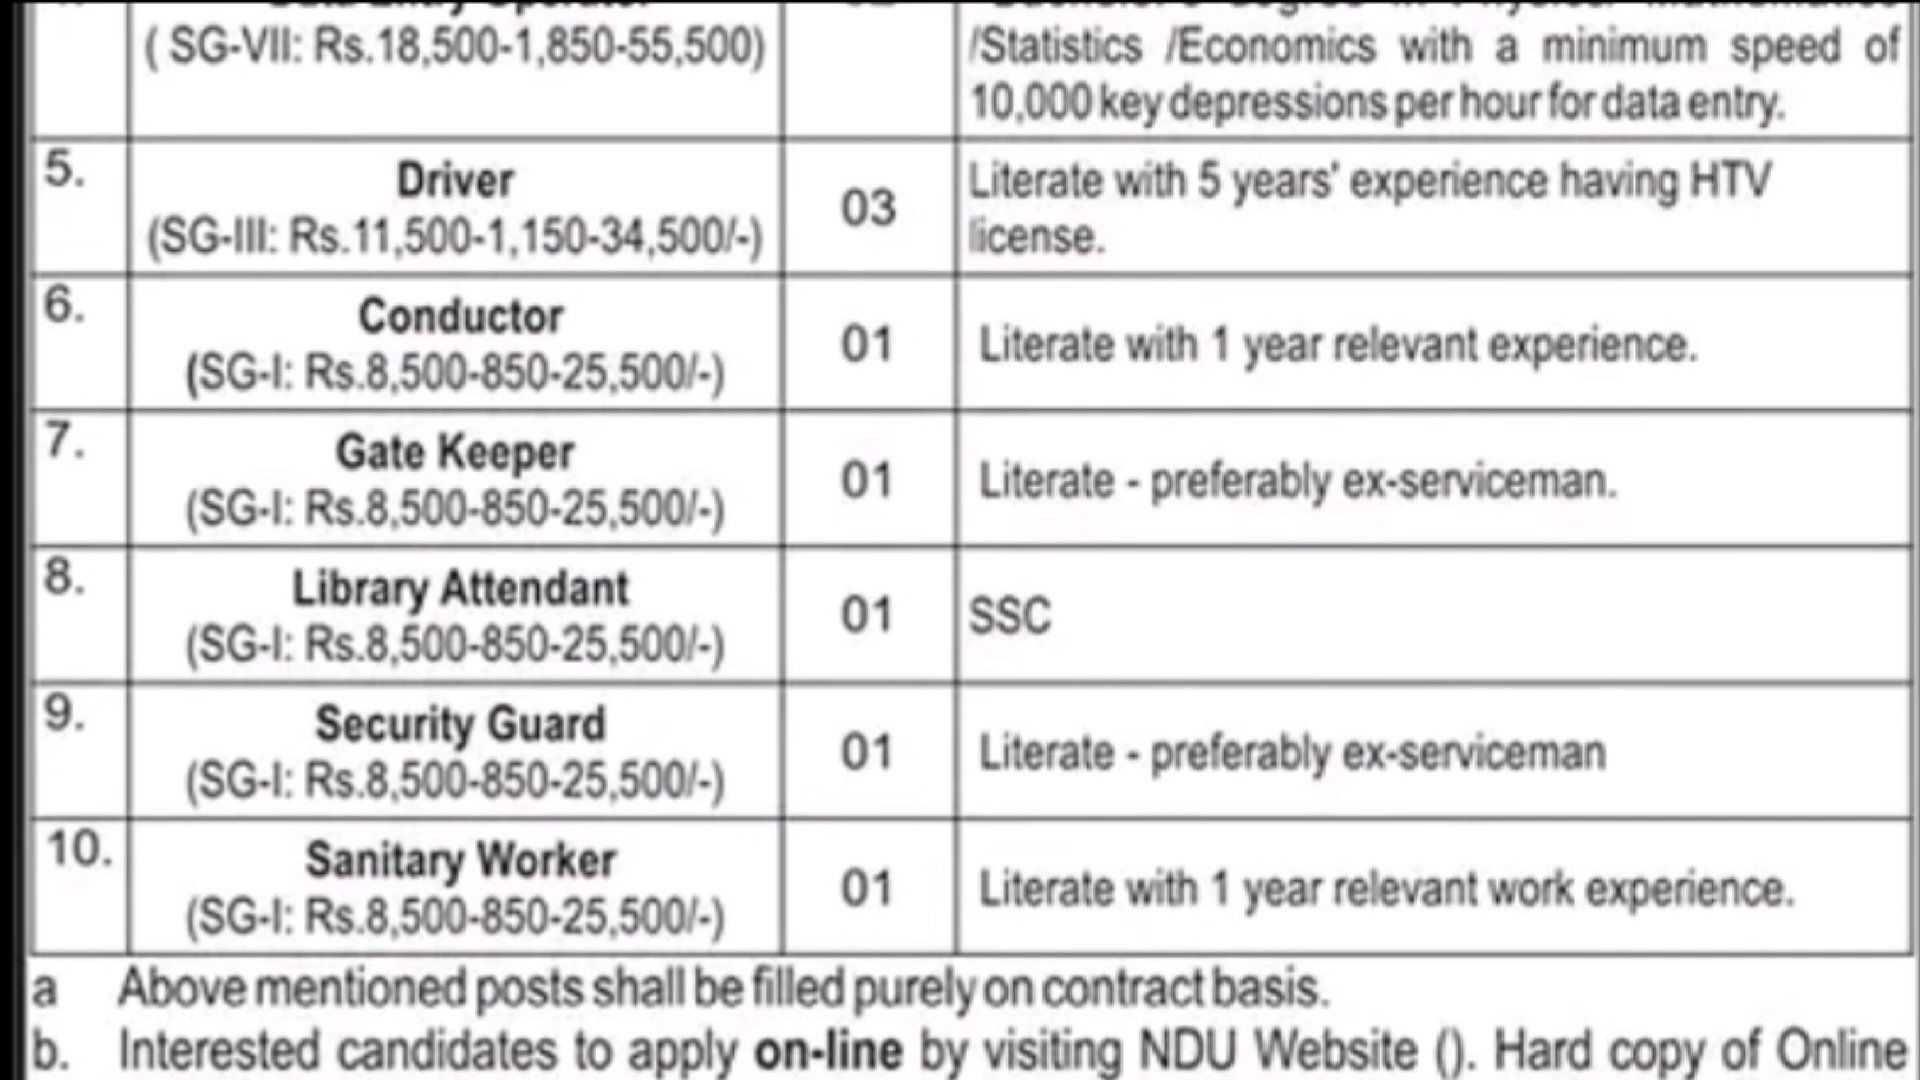 ( SG-VII: Rs.18,500-1,850-55,500)
/Statistics /Economics with a minimum speed of
10,000 key depressions per hour for data entry.
5.
Driver
(SG-III: Rs.11,500-1,150-34,500/-)
03
Literate with 5 years' experience having HTV
license.
6.
Conductor
(SG-I: Rs.8,500-850-25,500/-)
01
Literate with 1 year relevant experience.
7.
Gate Keeper
(SG-I: Rs.8,500-850-25,500/-)
01
Literate - preferably ex-serviceman.
8.
Library Attendant
(SG-I: Rs.8,500-850-25,500/-)
01
SSC
9.
Security Guard
(SG-I: Rs.8,500-850-25,500/-)
01
Literate - preferably ex-serviceman
10.
Sanitary Worker
(SG-I: Rs.8,500-850-25,500/-)
01
Literate with 1 year relevant work experience.
a Above mentioned posts shall be filled purely on contract basis.
b. Interested candidates to apply on-line by visiting NDU Website (). Hard copy of Online